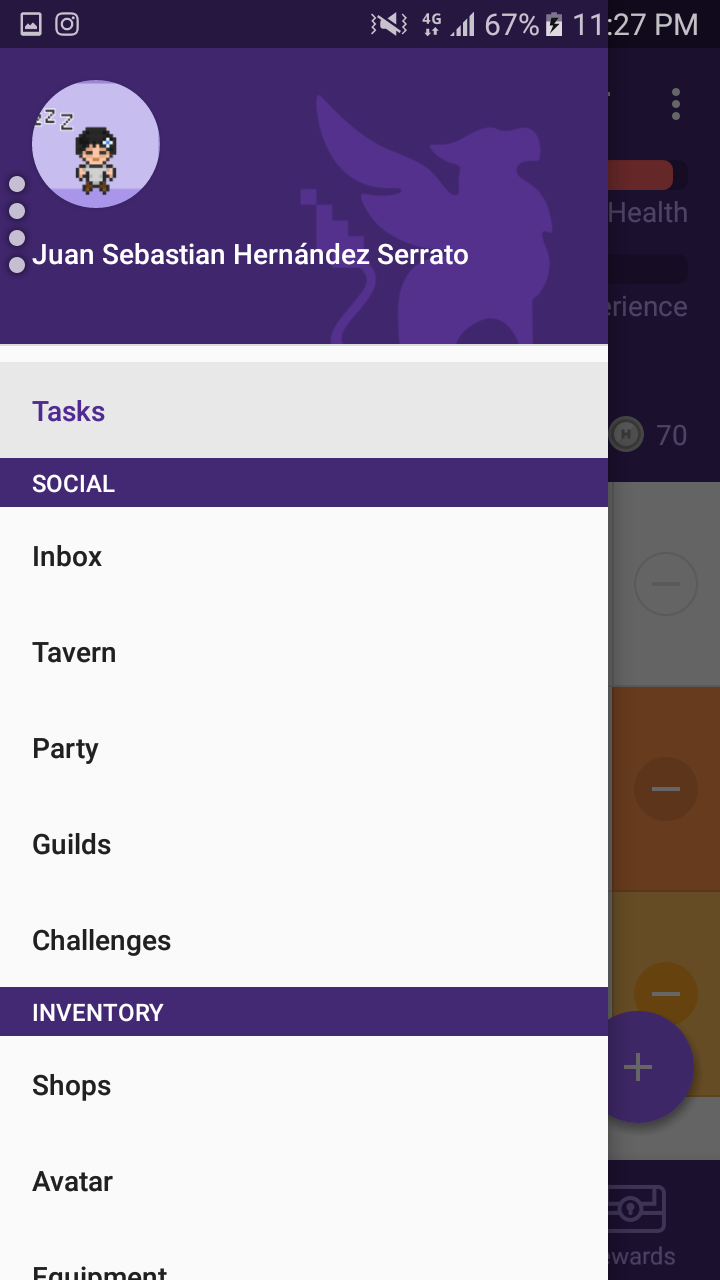 4G 67% 11:27 PM
zZZ
Juan Sebastian Hernández Serrato
Health
erience
70
Tasks
SOCIAL
Inbox
Tavern
Party
Guilds
Challenges
INVENTORY
Shops
Avatar
Equipment
ewards